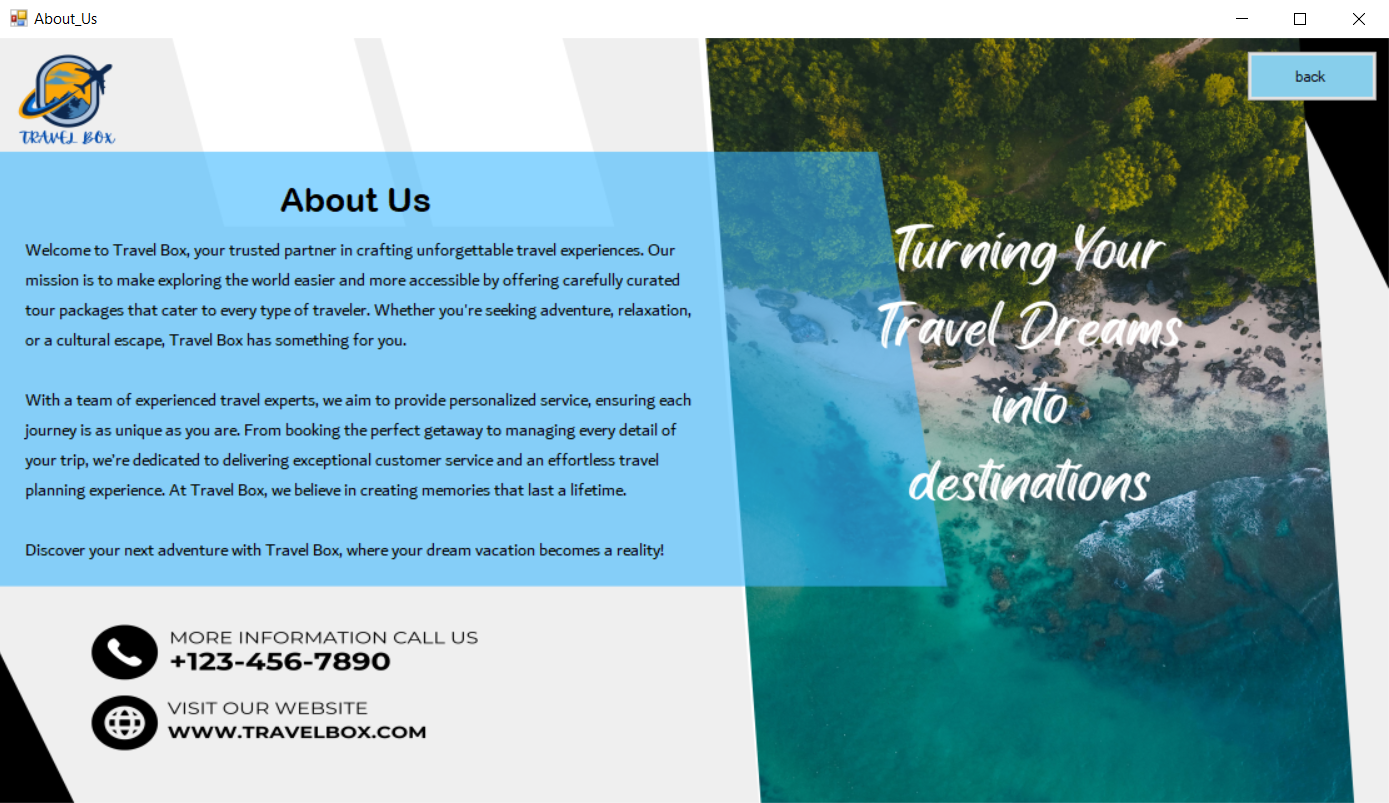 About_Us
TRAVEL BOX
back
About Us
Welcome to Travel Box, your trusted partner in crafting unforgettable travel experiences. Our
mission is to make exploring the world easier and more accessible by offering carefully curated
tour packages that cater to every type of traveler. Whether you're seeking adventure, relaxation,
or a cultural escape, Travel Box has something for you.
With a team of experienced travel experts, we aim to provide personalized service, ensuring each
journey is as unique as you are. From booking the perfect getaway to managing every detail of
your trip, we're dedicated to delivering exceptional customer service and an effortless travel
planning experience. At Travel Box, we believe in creating memories that last a lifetime.
Discover your next adventure with Travel Box, where your dream vacation becomes a reality!
Turning Your
Travel Dreams
into
destinations
MORE INFORMATION CALL US
+123-456-7890
VISIT OUR WEBSITE
WWW.TRAVELBOX.COM